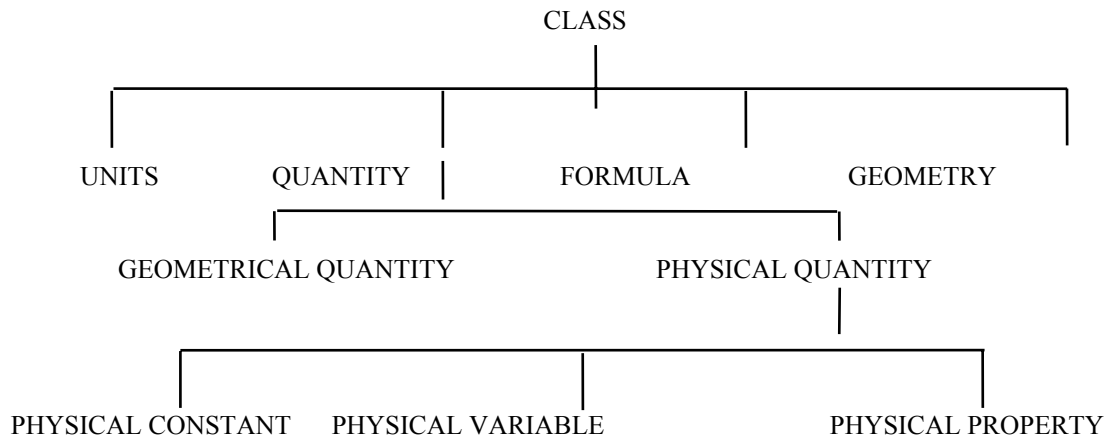 CLASS
UNITS QUANTITY FORMULA GEOMETRY
GEOMETRICAL QUANTITY PHYSICAL QUANTITY
PHYSICAL CONSTANT PHYSICAL VARIABLE PHYSICAL PROPERTY